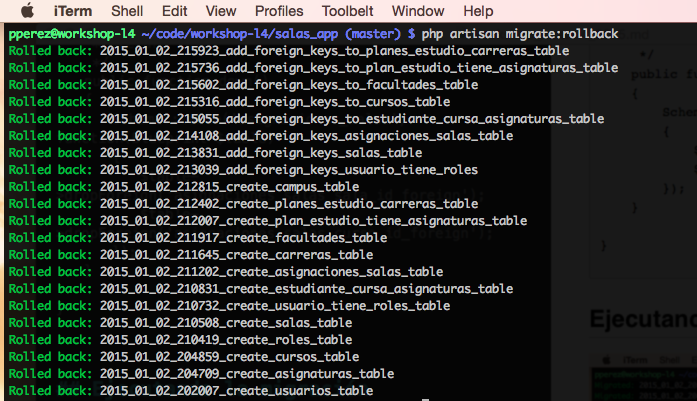 iTerm Shell Edit View Profiles Toolbelt Window Help
pperez@workshop-l4 ~/code/workshop-l4/salas_app (master) $ php artisan migrate:rollback
Rolled back: 2015_01_02_215923_add_foreign_keys_to_planes_estudio_carreras_table
Rolled back: 2015_01_02_215736_add_foreign_keys_to_plan_estudio_tiene_asignaturas_table
Rolled back: 2015_01_02_215602_add_foreign_keys_to_facultades_table
Rolled back: 2015_01_02_215316_add_foreign_keys_to_cursos_table
Rolled back: 2015_01_02_215055_add_foreign_keys_to_estudiante_cursa_asignaturas_table
Rolled back: 2015_01_02_214108_add_foreign_keys_asignaciones_salas_table
Rolled back: 2015_01_02_213831_add_foreign_keys_salas_table
Rolled back: 2015_01_02_213039_add_foreign_keys_usuario_tiene_roles
Rolled back: 2015_01_02_212815_create_campus_table
Rolled back: 2015_01_02_212402_create_planes_estudio_carreras_table
Rolled back: 2015_01_02_212007_create_plan_estudio_tiene_asignaturas_table
Rolled back: 2015_01_02_211917_create_facultades_table
Rolled back: 2015_01_02_211645_create_carreras_table
Rolled back: 2015_01_02_211202_create_asignaciones_salas_table
Rolled back: 2015_01_02_210831_create_estudiante_cursa_asignaturas_table
Rolled back: 2015_01_02_210732_create_usuario_tiene_roles_table
Rolled back: 2015_01_02_210508_create_salas_table
Rolled back: 2015_01_02_210419_create_roles_table
Rolled back: 2015_01_02_204859_create_cursos_table
Rolled back: 2015_01_02_204709_create_asignaturas_table
Rolled back: 2015_01_02_202007_create_usuarios_table
*/
public
{
{
});
}
}